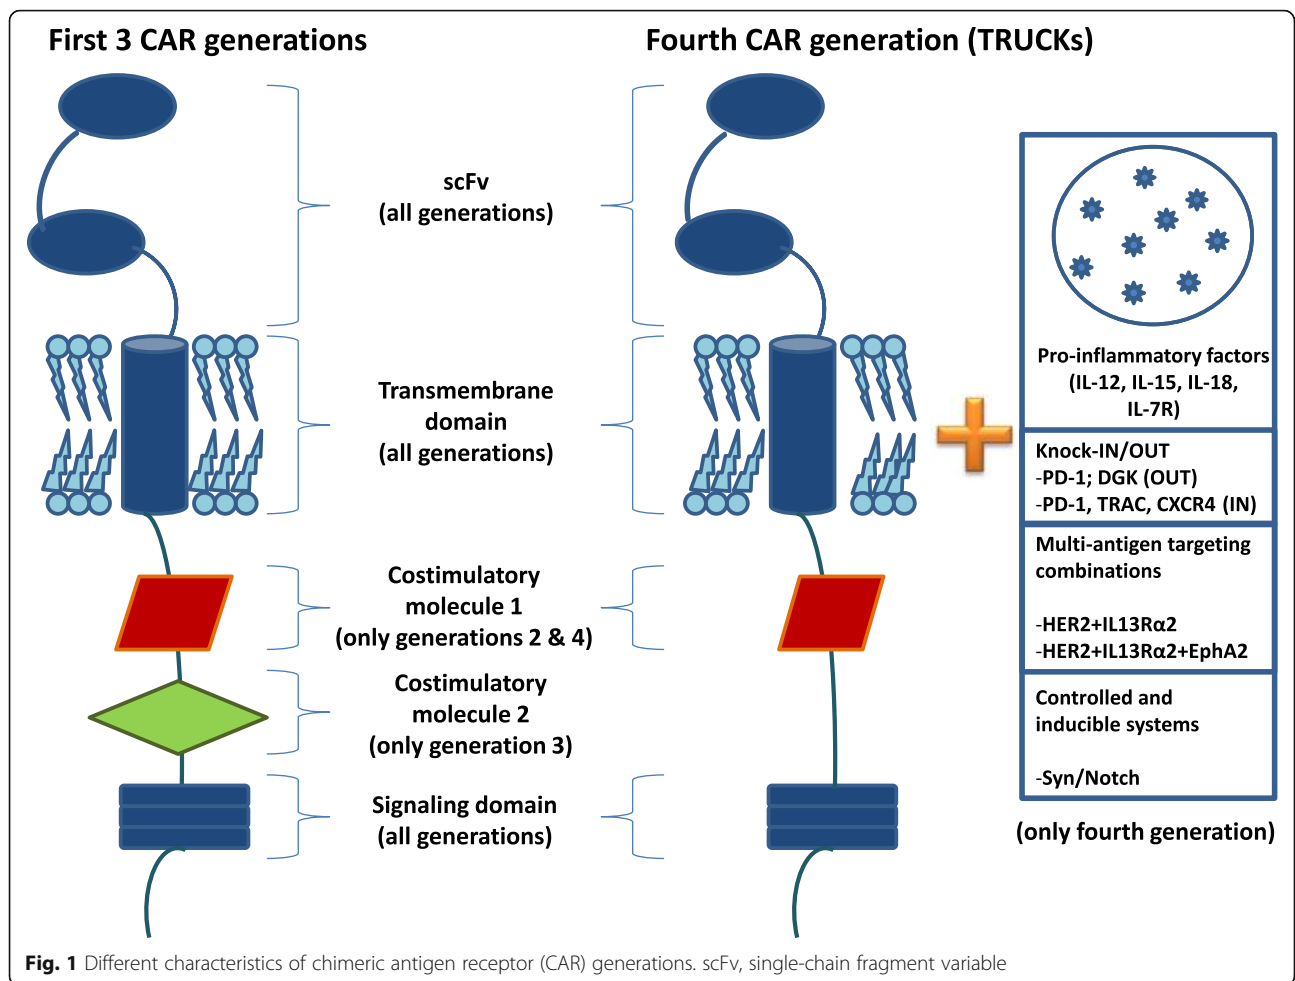 First 3 CAR generations
Fourth CAR generation (TRUCKs)
scFv
(all generations)
Transmembrane
domain
(all generations)
Costimulatory
molecule 1
(only generations 2 & 4)
Costimulatory
molecule 2
(only generation 3)
Signaling domain
(all generations)
Pro-inflammatory factors
(IL-12, IL-15, IL-18,
IL-7R)
Knock-IN/OUT
-PD-1; DGK (OUT)
-PD-1, TRAC, CXCR4 (IN)
Multi-antigen targeting
combinations
-HER2+IL13Rα2
-HER2+IL13Rα2+EphA2
Controlled and
inducible systems
-Syn/Notch
(only fourth generation)
Fig. 1 Different characteristics of chimeric antigen receptor (CAR) generations. scFv, single-chain fragment variable